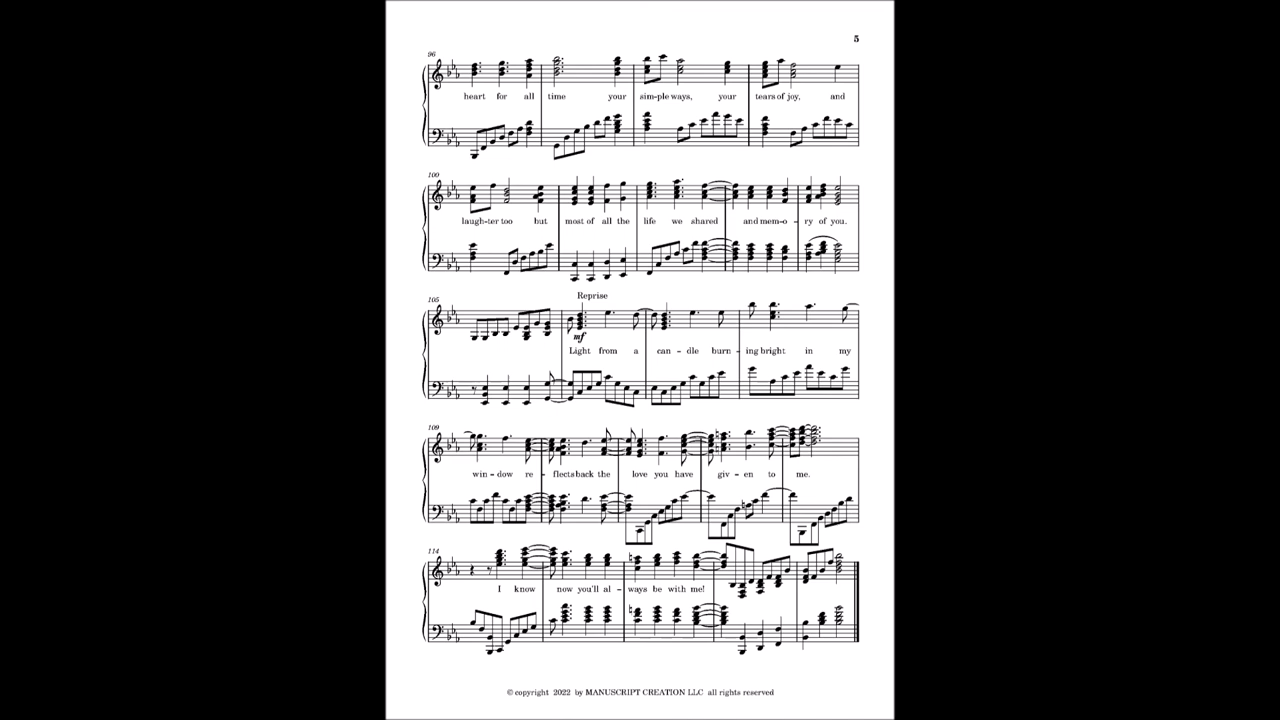 5
96
heart for all time your sim-ple ways, your tears of joy, and
100
laugh-ter too but most of all the life we shared and mem-o - ry of you.
105
Reprise
mf
Light from a can - dle burn - ing bright in my
109
win - dow re - flects back the love you have giv - en to me.
114
I know now you'll al - ways be with me!
© copyright 2022 by MANUSCRIPT CREATION LLC all rights reserved